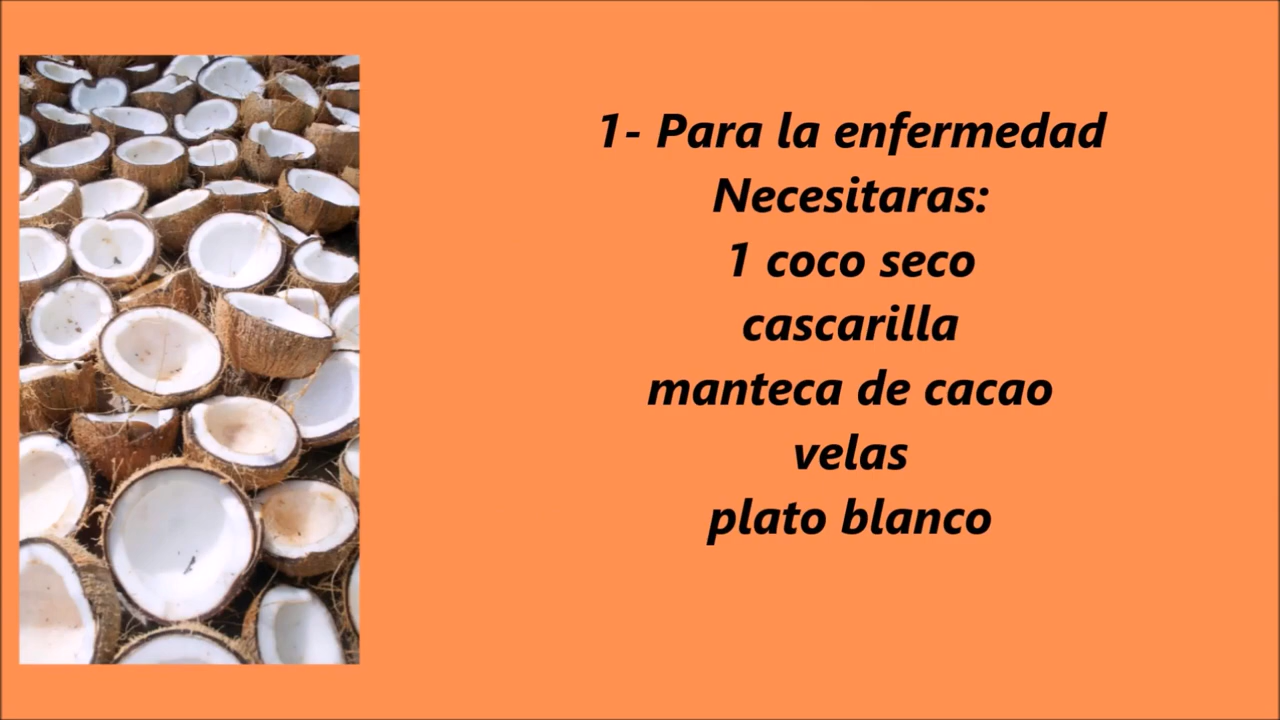 1- Para la enfermedad
Necesitaras:
1 coco seco
cascarilla
manteca de cacao
velas
plato blanco